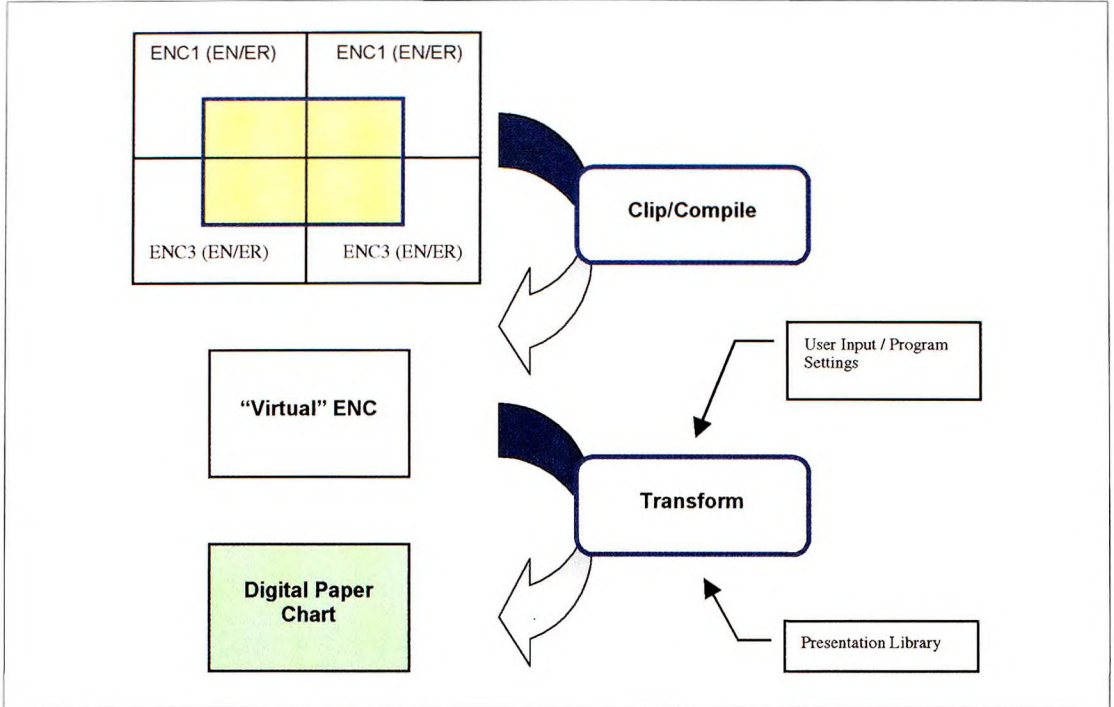 ENC1 (EN/ER)
ENC1 (EN/ER)
ENC3 (EN/ER)
ENC3 (EN/ER)
Clip/Compile
User Input / Program
Settings
“Virtual” ENC
Transform
Digital Paper
Chart
Presentation Library